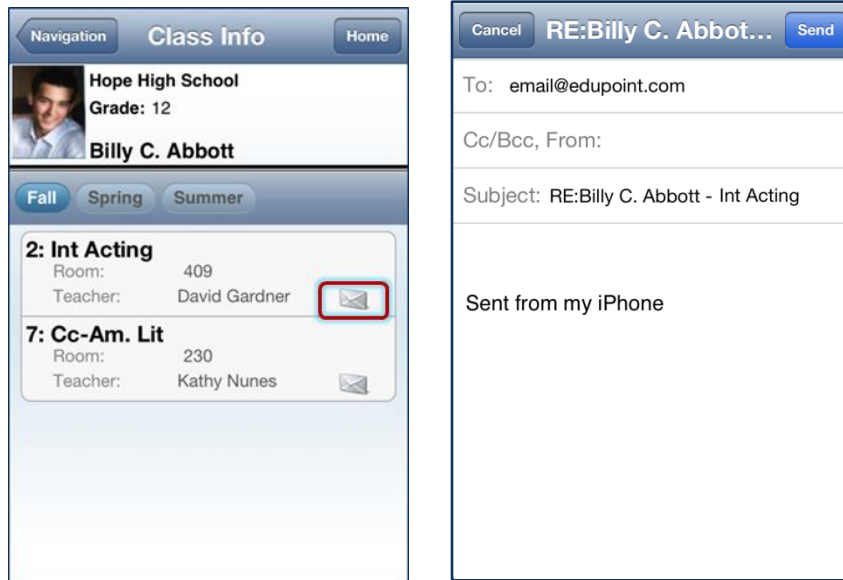 Navigation Class Info Home
Hope High School
Grade: 12
Billy C. Abbott
Fall Spring Summer
2: Int Acting
Room: 409
Teacher: David Gardner
7: Cc-Am. Lit
Room: 230
Teacher: Kathy Nunes
Cancel RE:Billy C. Abbot... Send
To: email@edupoint.com
Cc/Bcc, From:
Subject: RE:Billy C. Abbott - Int Acting
Sent from my iPhone